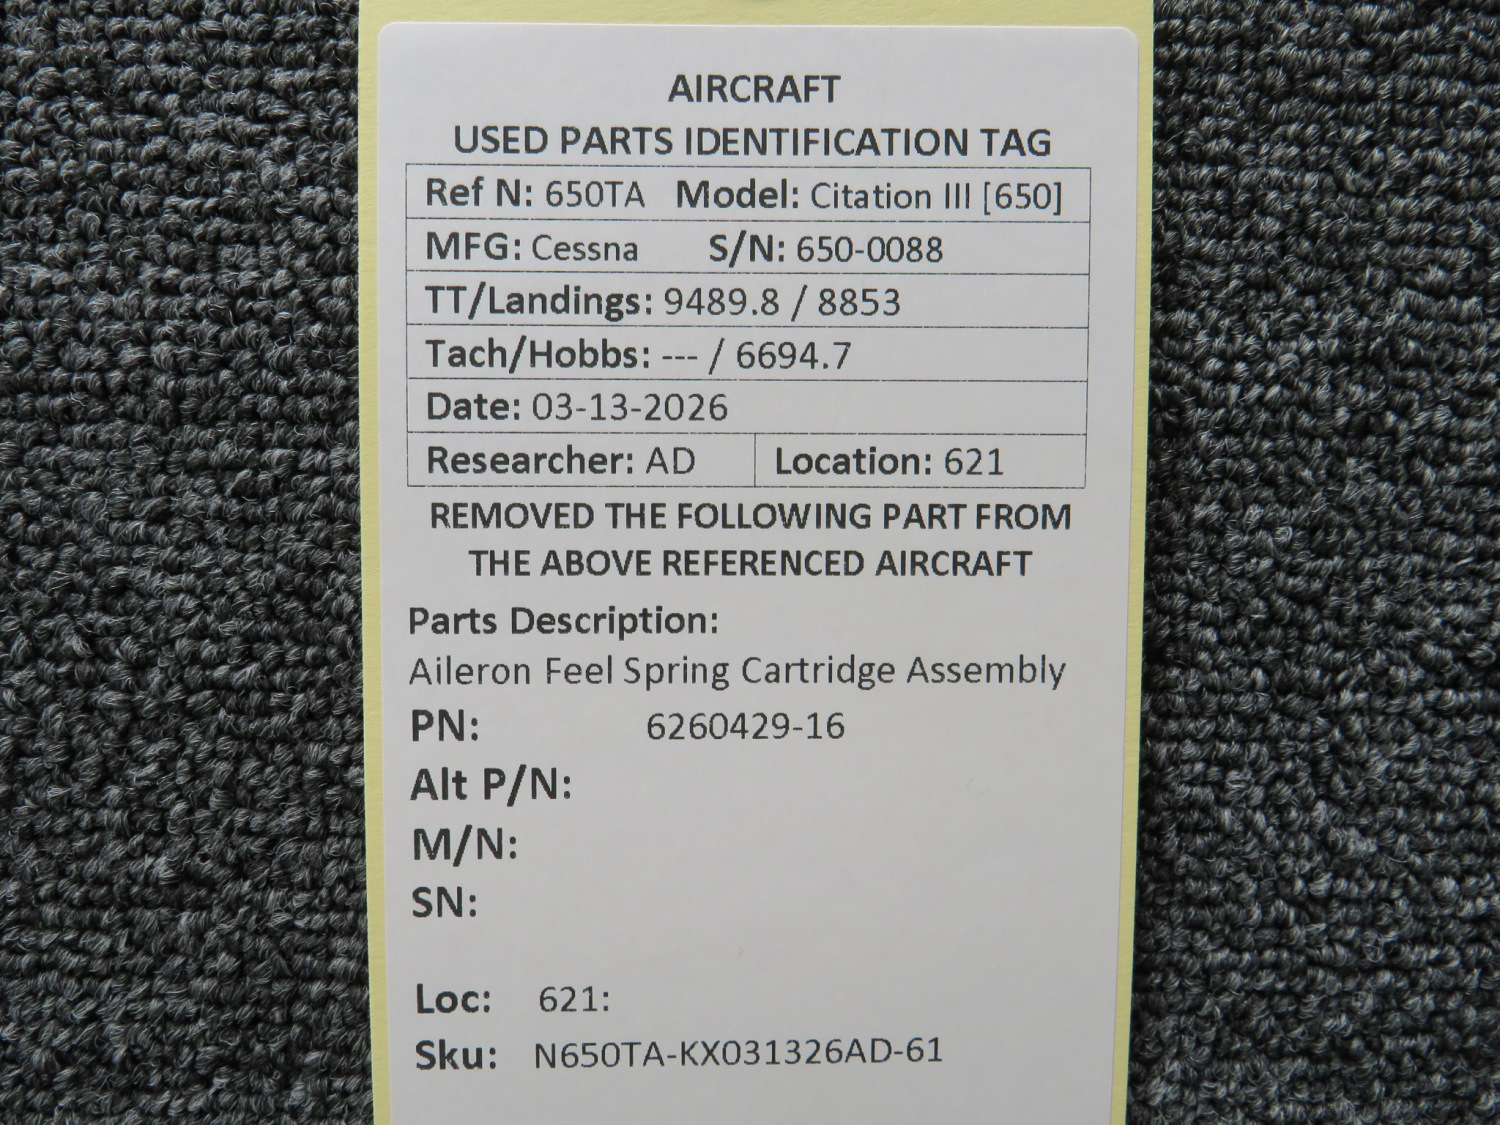 AIRCRAFT
USED PARTS IDENTIFICATION TAG
Ref N: 650TA Model: Citation III [650]
MFG: Cessna S/N: 650-0088
TT/Landings: 9489.8 / 8853
Tach/Hobbs: --- / 6694.7
Date: 03-13-2026
Researcher: AD Location: 621
REMOVED THE FOLLOWING PART FROM
THE ABOVE REFERENCED AIRCRAFT
Parts Description:
Aileron Feel Spring Cartridge Assembly
PN: 6260429-16
Alt P/N:
M/N:
SN:
Loc: 621:
Sku: N650TA-KX031326AD-61